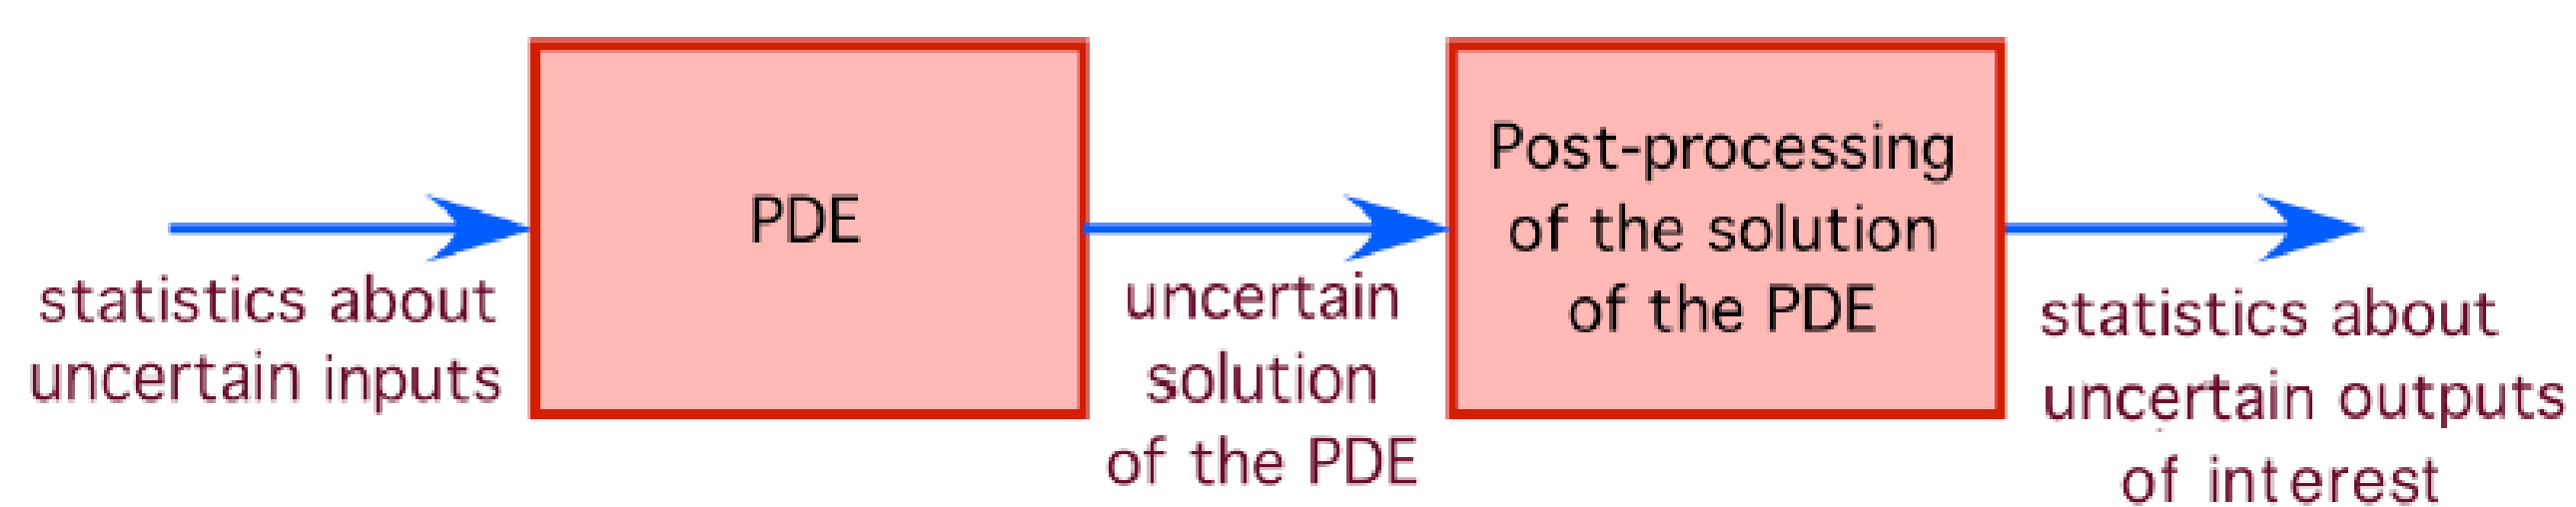 statistics about
uncertain inputs
PDE
uncertain
solution
of the PDE
Post-processing
of the solution
of the PDE
statistics about
uncertain outputs
of interest